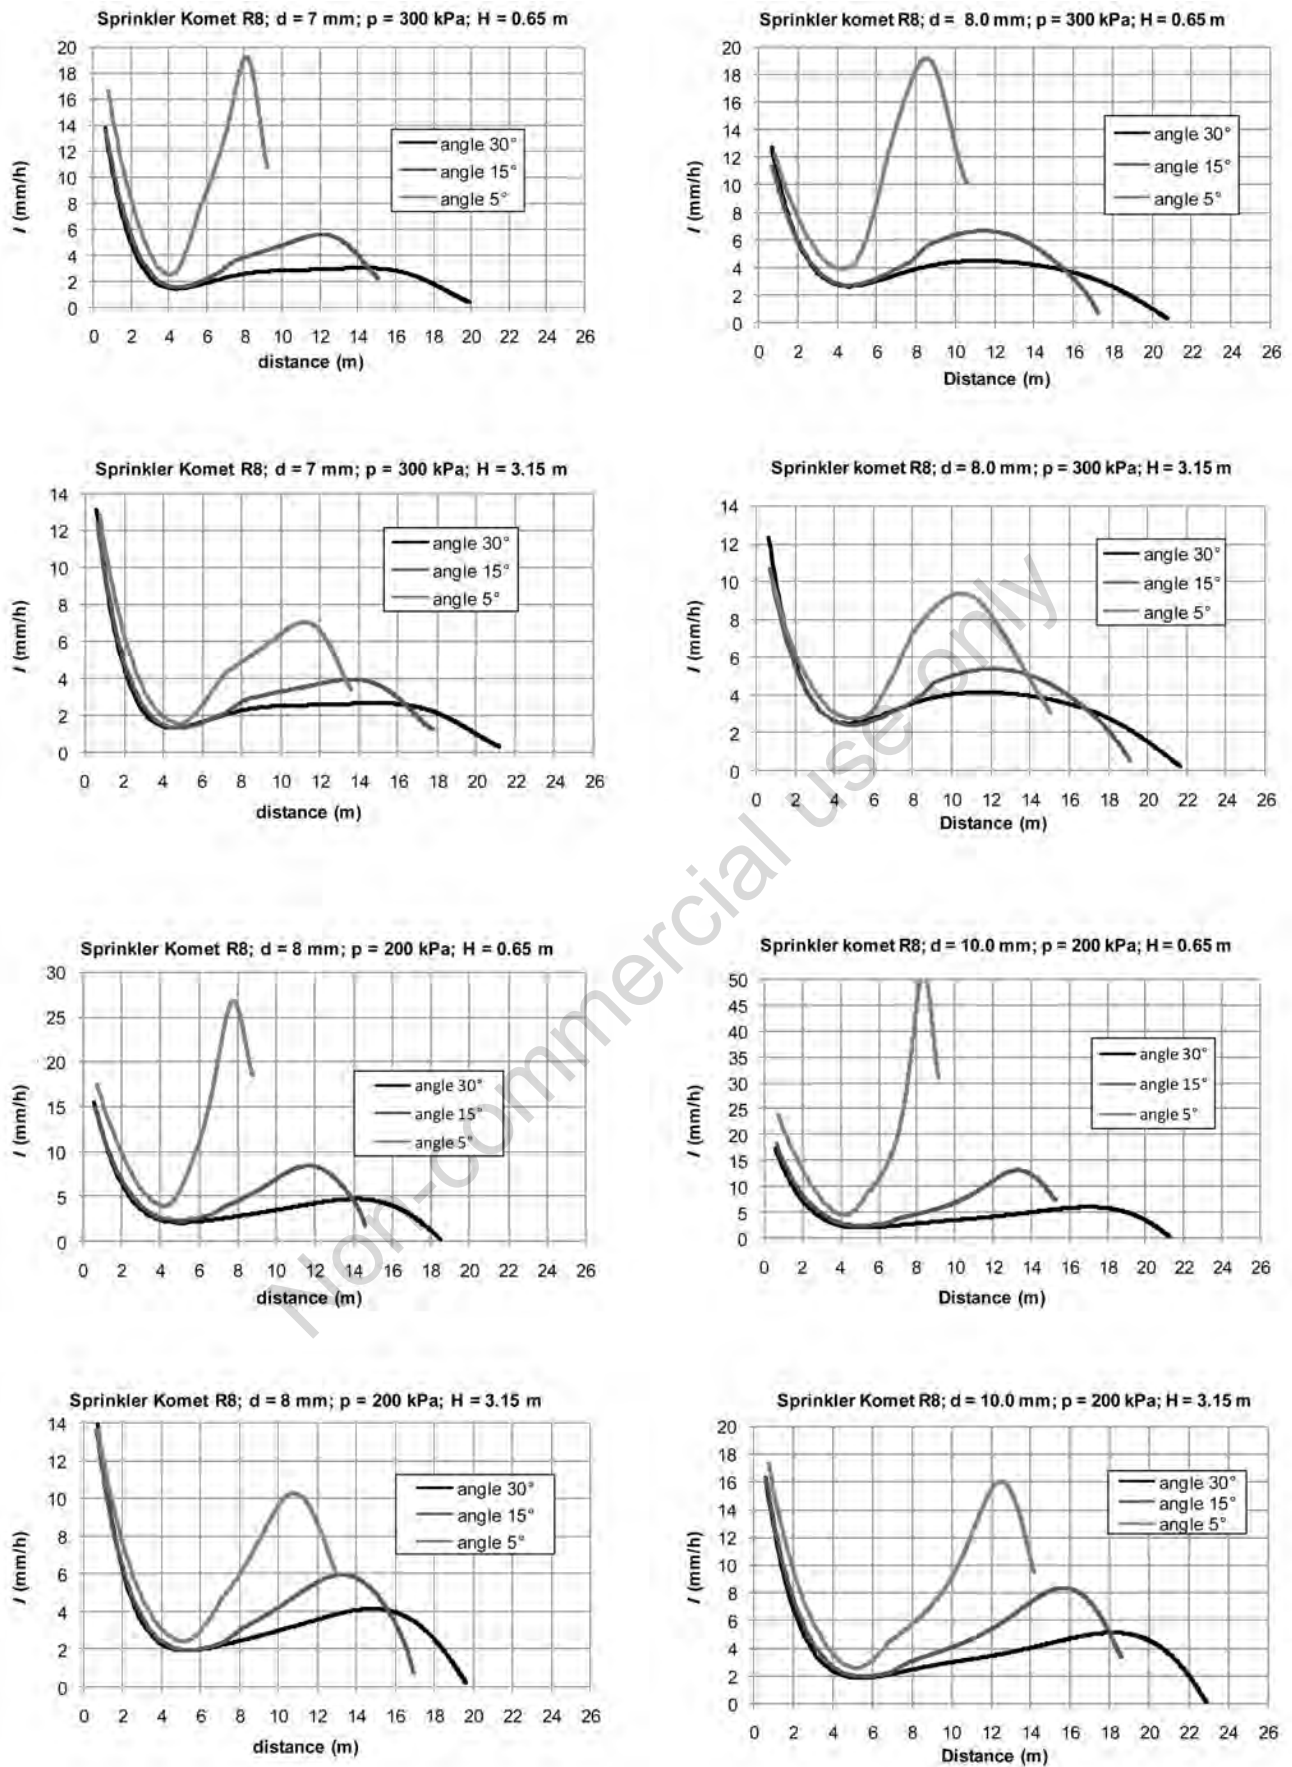 Sprinkler Komet R8; d = 7 mm; p = 300 kPa; H = 0.65 m
I (mm/h)
20
18
16
14
12
10
8
6
4
2
0
angle 30°
angle 15°
angle 5°
0 2 4 6 8 10 12 14 16 18 20 22 24 26
distance (m)
Sprinkler komet R8; d = 8.0 mm; p = 300 kPa; H = 0.65 m
I (mm/h)
20
18
16
14
12
10
8
6
4
2
0
angle 30°
angle 15°
angle 5°
0 2 4 6 8 10 12 14 16 18 20 22 24 26
Distance (m)
Sprinkler Komet R8; d = 7 mm; p = 300 kPa; H = 3.15 m
I (mm/h)
14
12
10
8
6
4
2
0
angle 30°
angle 15°
angle 5°
0 2 4 6 8 10 12 14 16 18 20 22 24 26
distance (m)
Sprinkler komet R8; d = 8.0 mm; p = 300 kPa; H = 3.15 m
I (mm/h)
14
12
10
8
6
4
2
0
angle 30°
angle 15°
angle 5°
0 2 4 6 8 10 12 14 16 18 20 22 24 26
Distance (m)
Sprinkler Komet R8; d = 8 mm; p = 200 kPa; H = 0.65 m
I (mm/h)
30
25
20
15
10
5
0
angle 30°
angle 15°
angle 5°
0 2 4 6 8 10 12 14 16 18 20 22 24 26
distance (m)
Sprinkler komet R8; d = 10.0 mm; p = 200 kPa; H = 0.65 m
I (mm/h)
50
45
40
35
30
25
20
15
10
5
0
angle 30°
angle 15°
angle 5°
0 2 4 6 8 10 12 14 16 18 20 22 24 26
Distance (m)
Sprinkler Komet R8; d = 8 mm; p = 200 kPa; H = 3.15 m
I (mm/h)
14
12
10
8
6
4
2
0
angle 30°
angle 15°
angle 5°
0 2 4 6 8 10 12 14 16 18 20 22 24 26
distance (m)
Sprinkler Komet R8; d = 10.0 mm; p = 200 kPa; H = 3.15 m
I (mm/h)
20
18
16
14
12
10
8
6
4
2
0
angle 30°
angle 15°
angle 5°
0 2 4 6 8 10 12 14 16 18 20 22 24 26
Distance (m)
Non-commercial use only